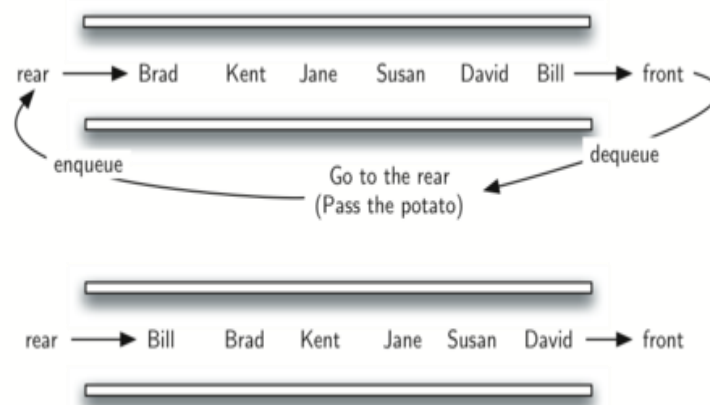 rear Brad Kent Jane Susan David Bill front
enqueue
dequeue
Go to the rear
(Pass the potato)
rear Bill Brad Kent Jane Susan David front